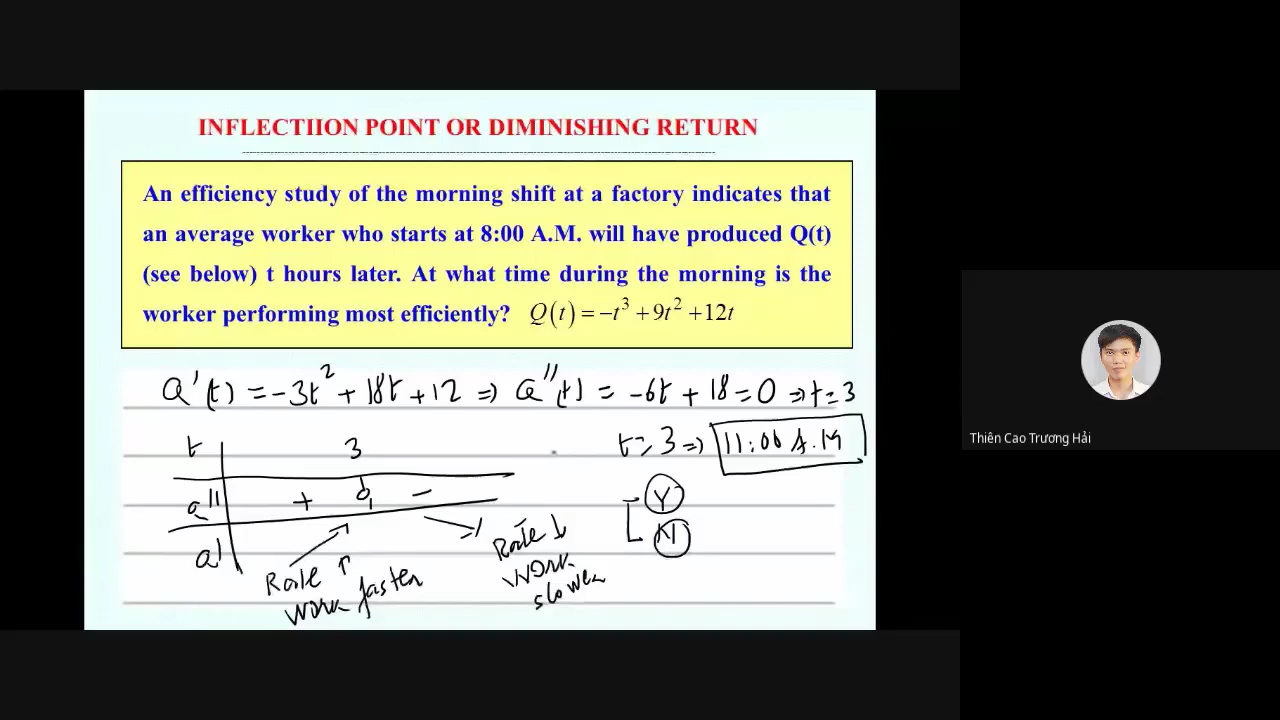 INFLECTIION POINT OR DIMINISHING RETURN
An efficiency study of the morning shift at a factory indicates that
an average worker who starts at 8:00 A.M. will have produced Q(t)
(see below) t hours later. At what time during the morning is the
worker performing most efficiently? Q(t) = −t³ + 9t² + 12t
Q'(t) = -3t² + 18t + 12 => Q''(t) = -6t + 18 = 0 => t = 3
t = 3 => 11:00 A.M
t 3
Q'' + 0 -
Q'
Rate ↑
work faster
Rate ↓
work
slower
Y
N
Thiên Cao Trương Hải